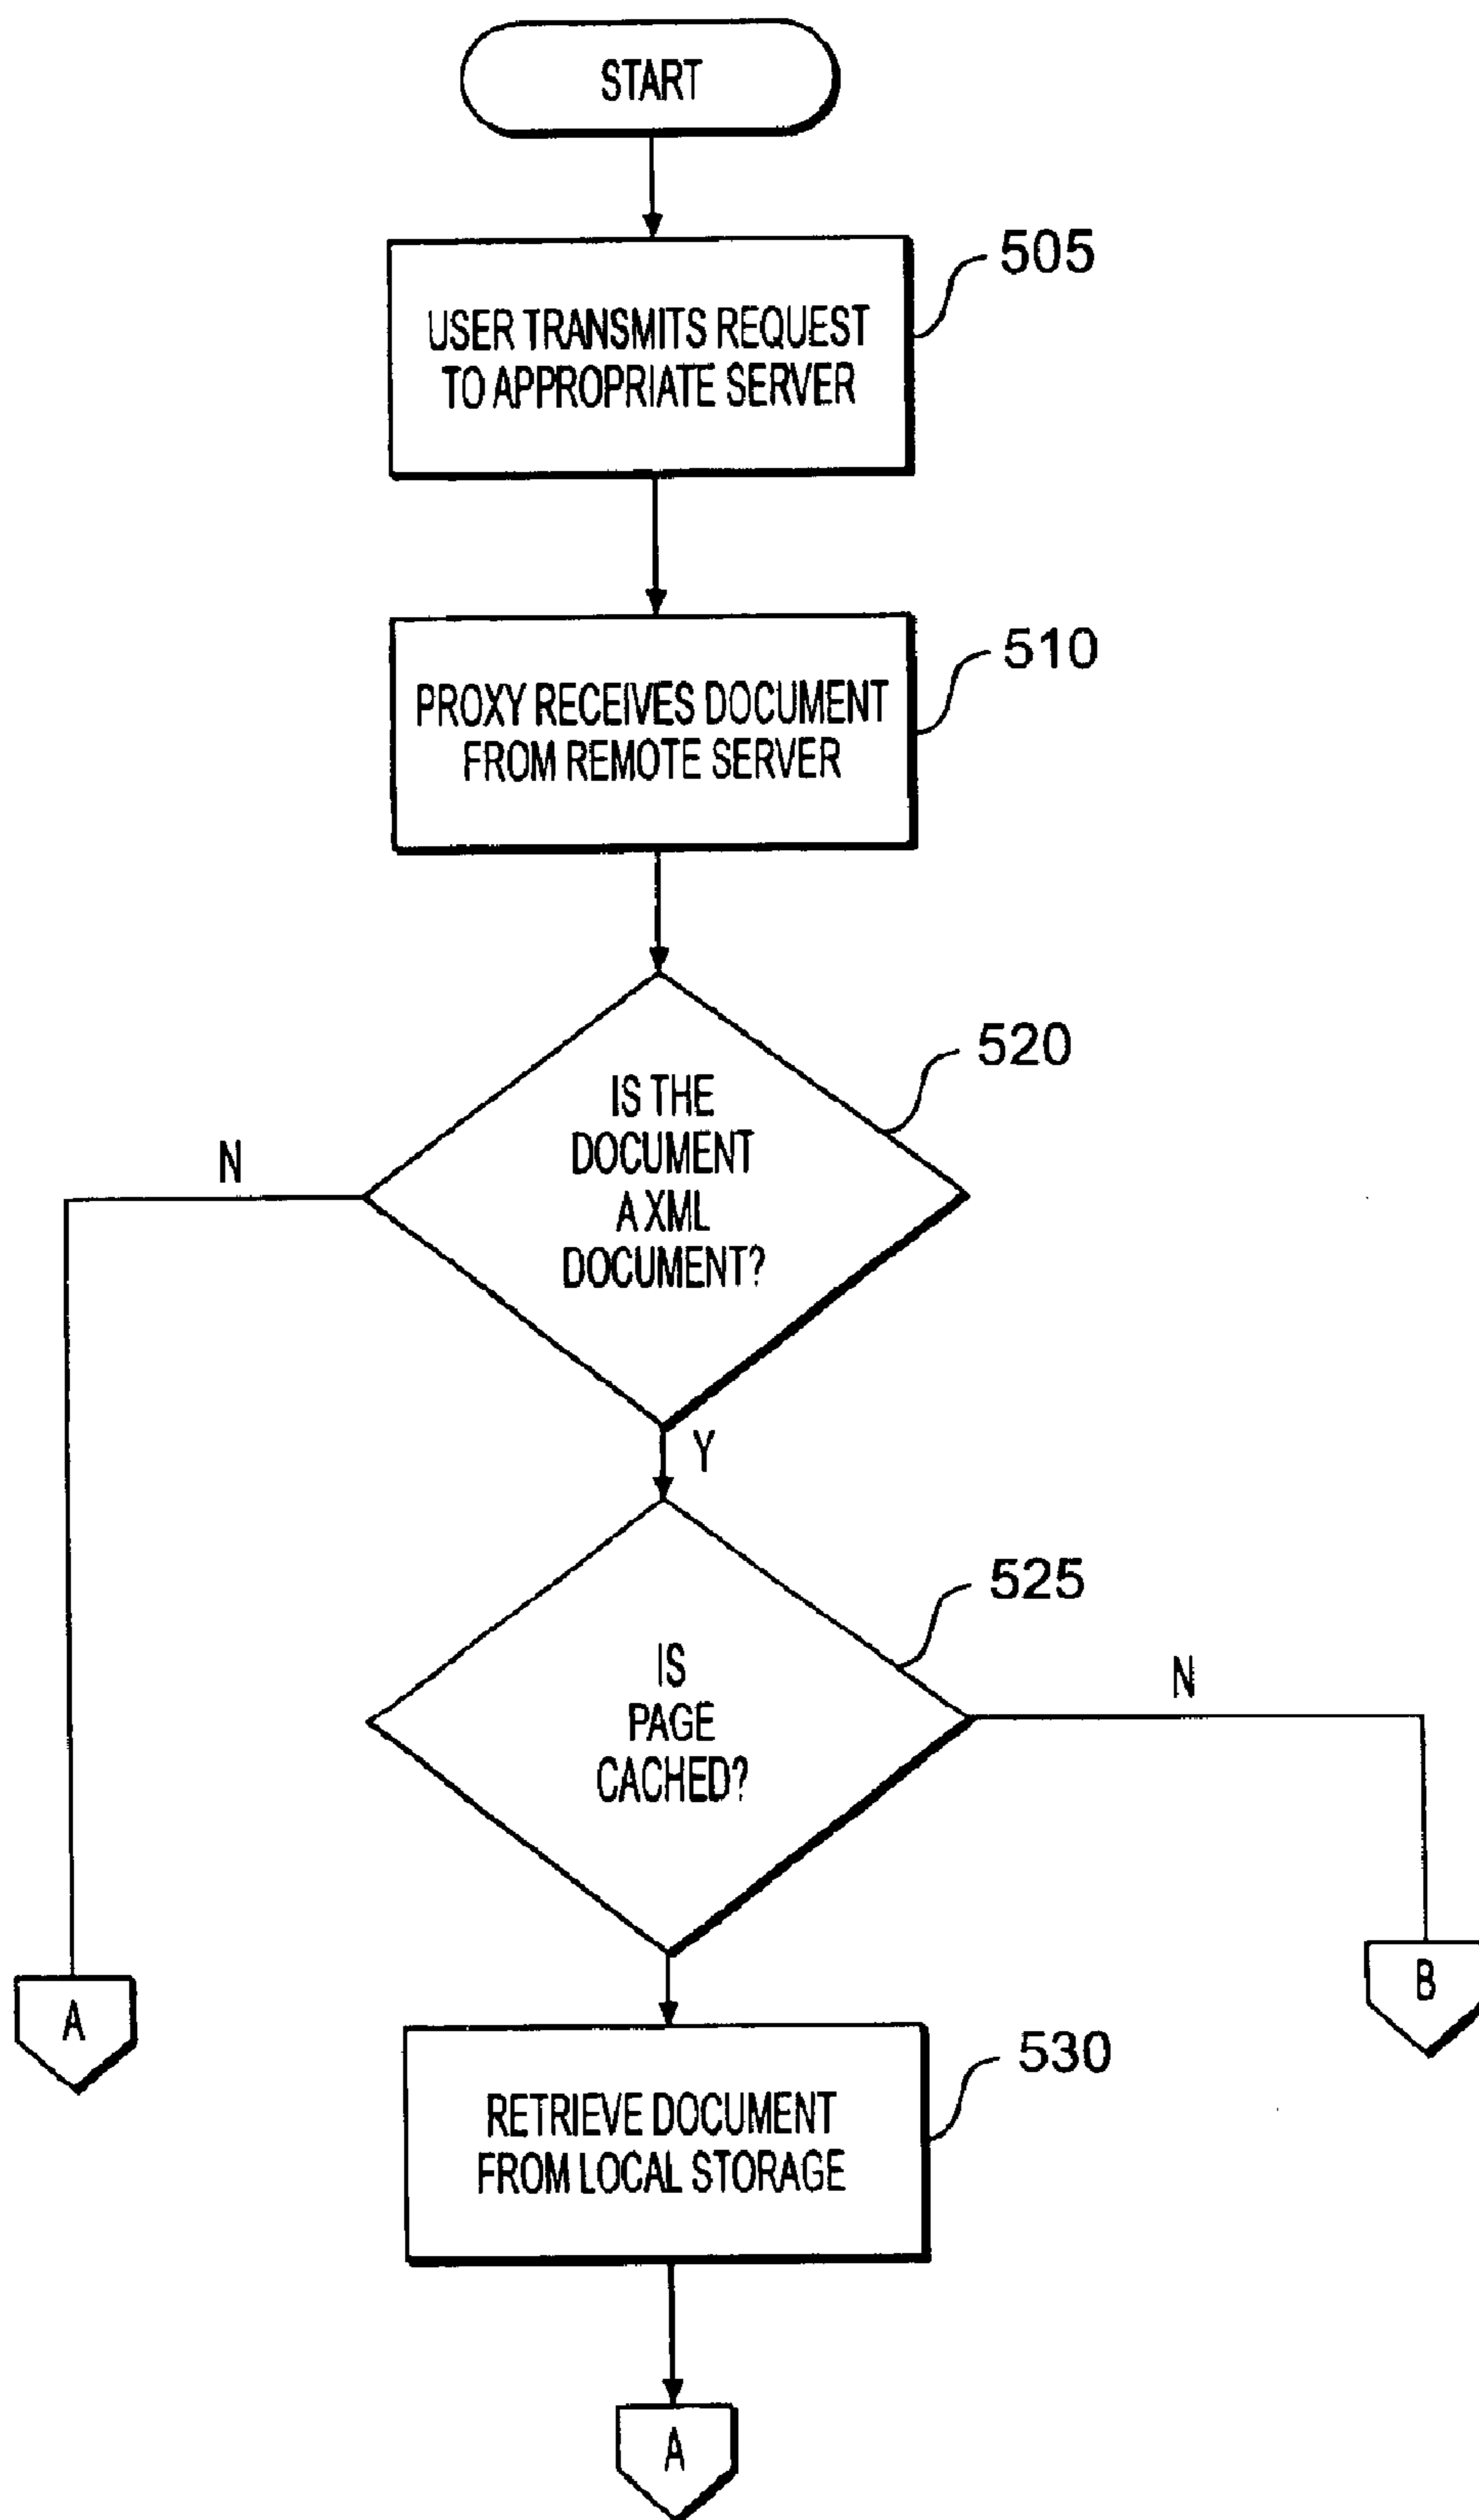 START
505
USER TRANSMITS REQUEST
TO APPROPRIATE SERVER
510
PROXY RECEIVES DOCUMENT
FROM REMOTE SERVER
520
IS THE
DOCUMENT
A XML
DOCUMENT?
N
Y
525
IS
PAGE
CACHED?
N
A
B
530
RETRIEVE DOCUMENT
FROM LOCAL STORAGE
A